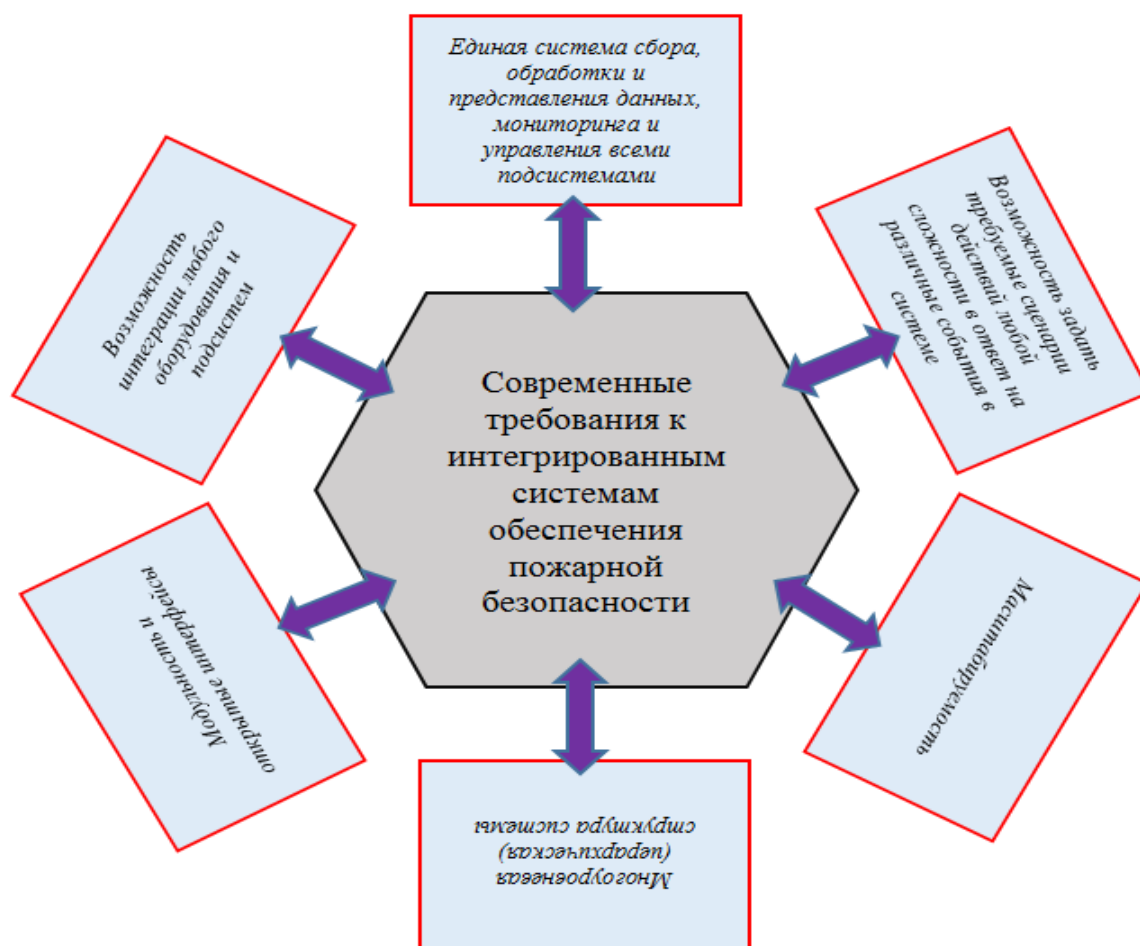 Единая система сбора,
обработки и
представления данных,
мониторинга и
управления всеми
подсистемами
Возможность задать
требуемые сценарии
действий любой
сложности в ответ на
различные события в
системе
Масштабируемость
Многоуровневая
(иерархическая)
структура системы
Модульность и
открытые интерфейсы
Возможность
интеграции любого
оборудования и
подсистем
Современные
требования к
интегрированным
системам
обеспечения
пожарной
безопасности